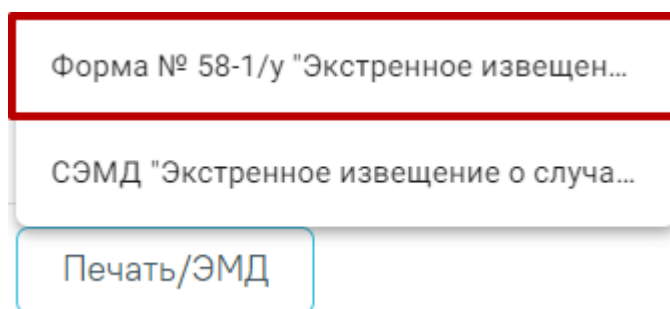 Форма № 58-1/у "Экстренное извещен...
СЭМД "Экстренное извещение о случа...
Печать/ЭМД